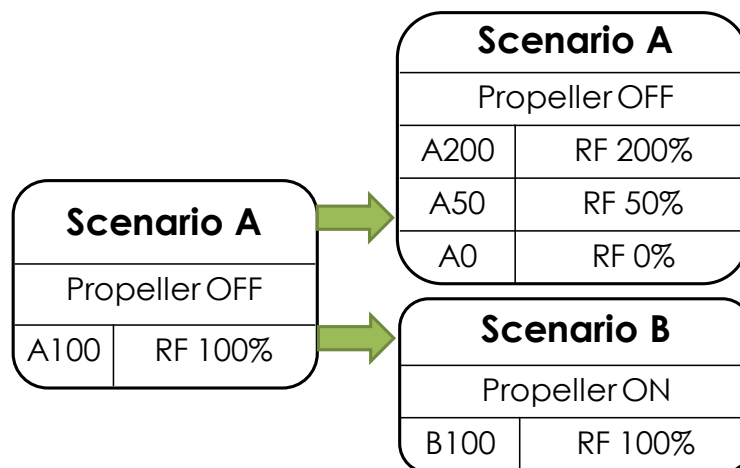 Scenario A
Propeller OFF
A100 RF 100%
Scenario A
Propeller OFF
A200 RF 200%
A50 RF 50%
A0 RF 0%
Scenario B
Propeller ON
B100 RF 100%